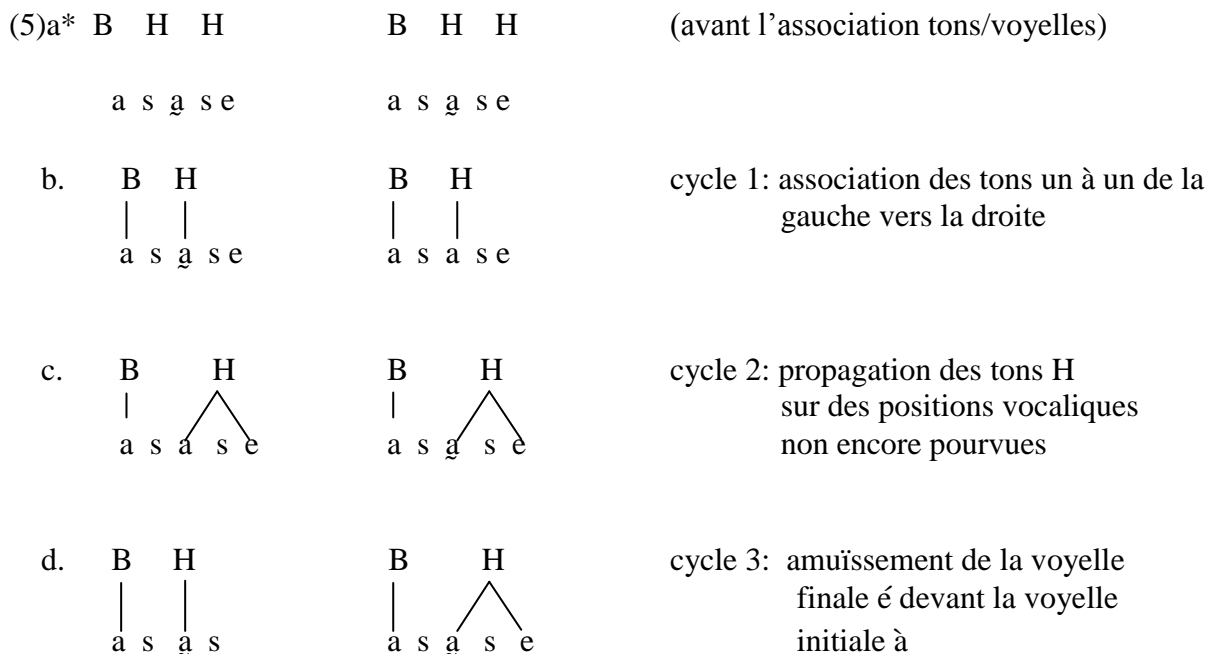 (5)a* B H H B H H (avant l’association tons/voyelles)
a s a̰ s e a s a̰ s e
b. B H B H cycle 1: association des tons un à un de la
gauche vers la droite
a s a̰ s e a s a s e
c. B H B H cycle 2: propagation des tons H
sur des positions vocaliques
a s a s e a s a̰ s e non encore pourvues
d. B H B H cycle 3: amuïssement de la voyelle
finale é devant la voyelle
a s a̰ s a s a̰ s e initiale à